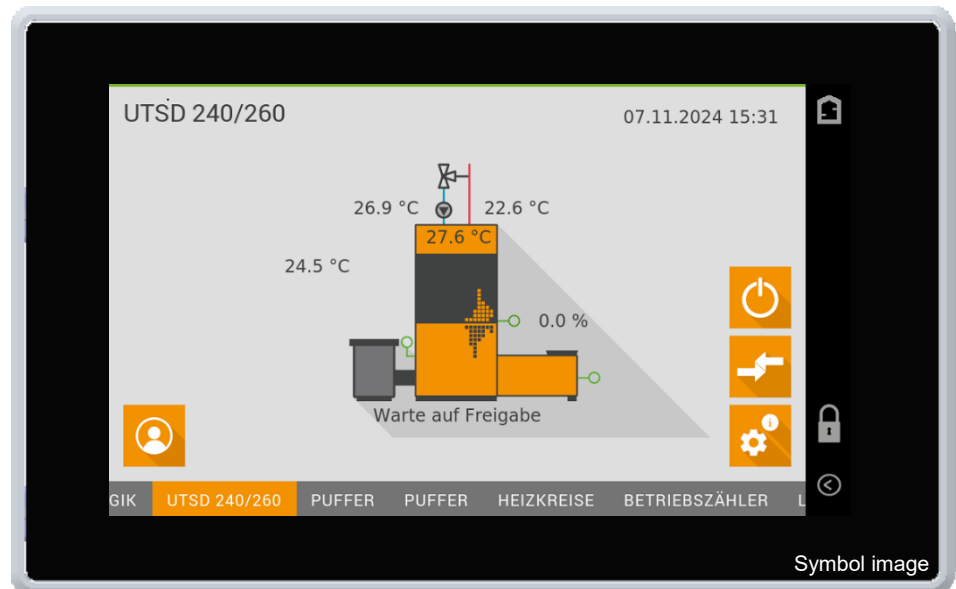 UTSD 240/260
07.11.2024 15:31
26.9 °C
22.6 °C
27.6 °C
24.5 °C
0.0 %
Warte auf Freigabe
GIK UTSD 240/260 PUFFER PUFFER HEIZKREISE BETRIEBSZÄHLER L
Symbol image